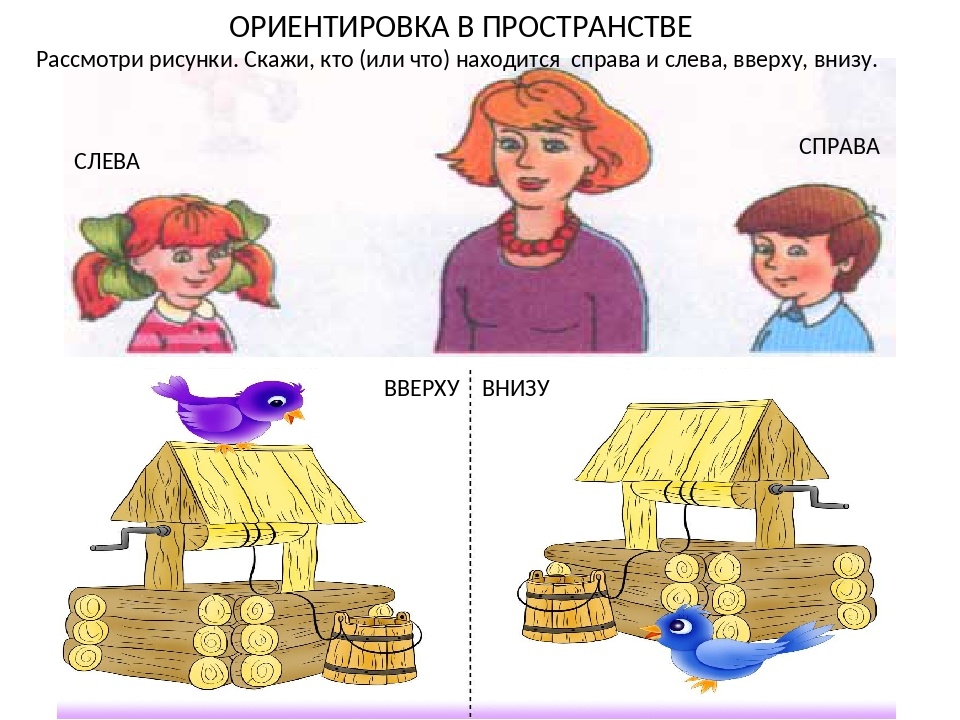 ОРИЕНТИРОВКА В ПРОСТРАНСТВЕ
Рассмотри рисунки. Скажи, кто (или что) находится справа и слева, вверху, внизу.
СЛЕВА
СПРАВА
ВВЕРХУ
ВНИЗУ